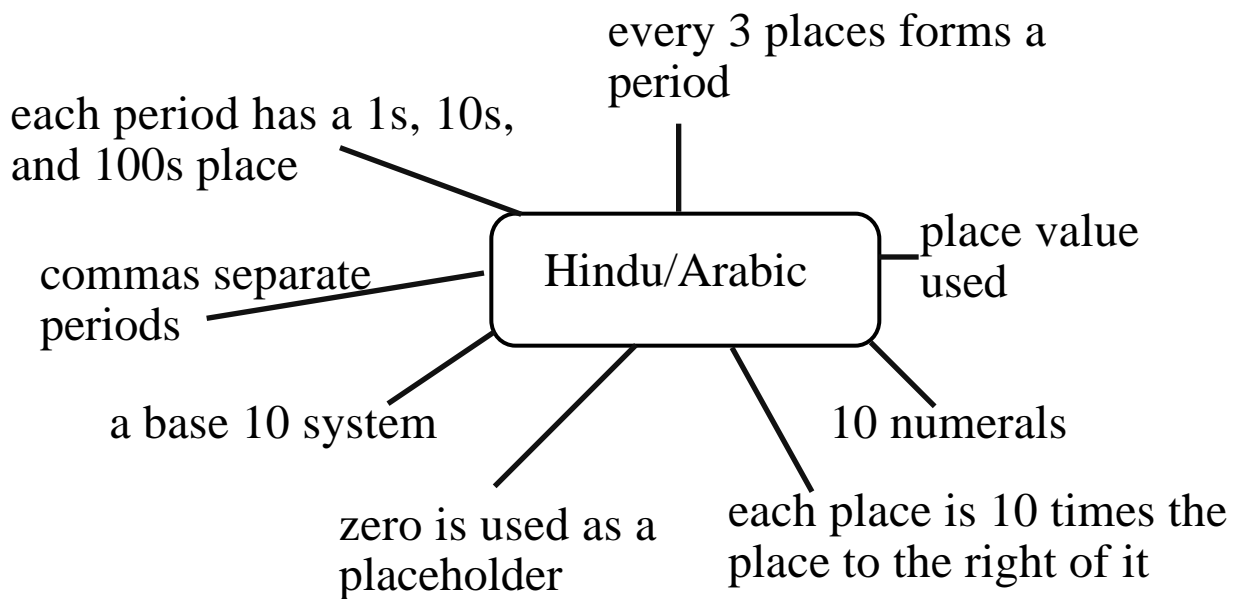 every 3 places forms a
period
each period has a 1s, 10s,
and 100s place
Hindu/Arabic
place value
used
commas separate
periods
a base 10 system
10 numerals
zero is used as a
placeholder
each place is 10 times the
place to the right of it